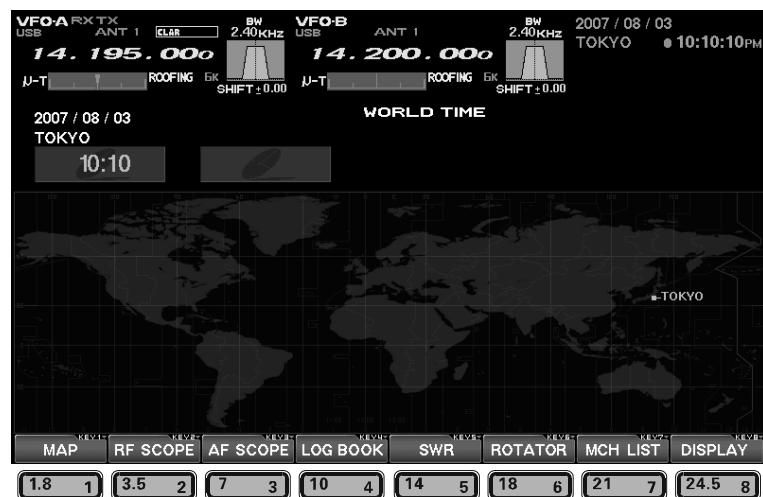 VFO-A RX TX
USB ANT 1 CLAR
BW
2.40KHz
14. 195. 000
µ-T ROOFING 6K
SHIFT ± 0.00
VFO-B
USB ANT 1
BW
2.40KHz
14. 200. 000
µ-T ROOFING 6K
SHIFT ± 0.00
2007 / 08 / 03
TOKYO 10:10:10PM
WORLD TIME
2007 / 08 / 03
TOKYO
10:10
TOKYO
KEY1 KEY2 KEY3 KEY4 KEY5 KEY6 KEY7 KEY8
MAP RF SCOPE AF SCOPE LOG BOOK SWR ROTATOR MCH LIST DISPLAY
1.8 1 3.5 2 7 3 10 4 14 5 18 6 21 7 24.5 8